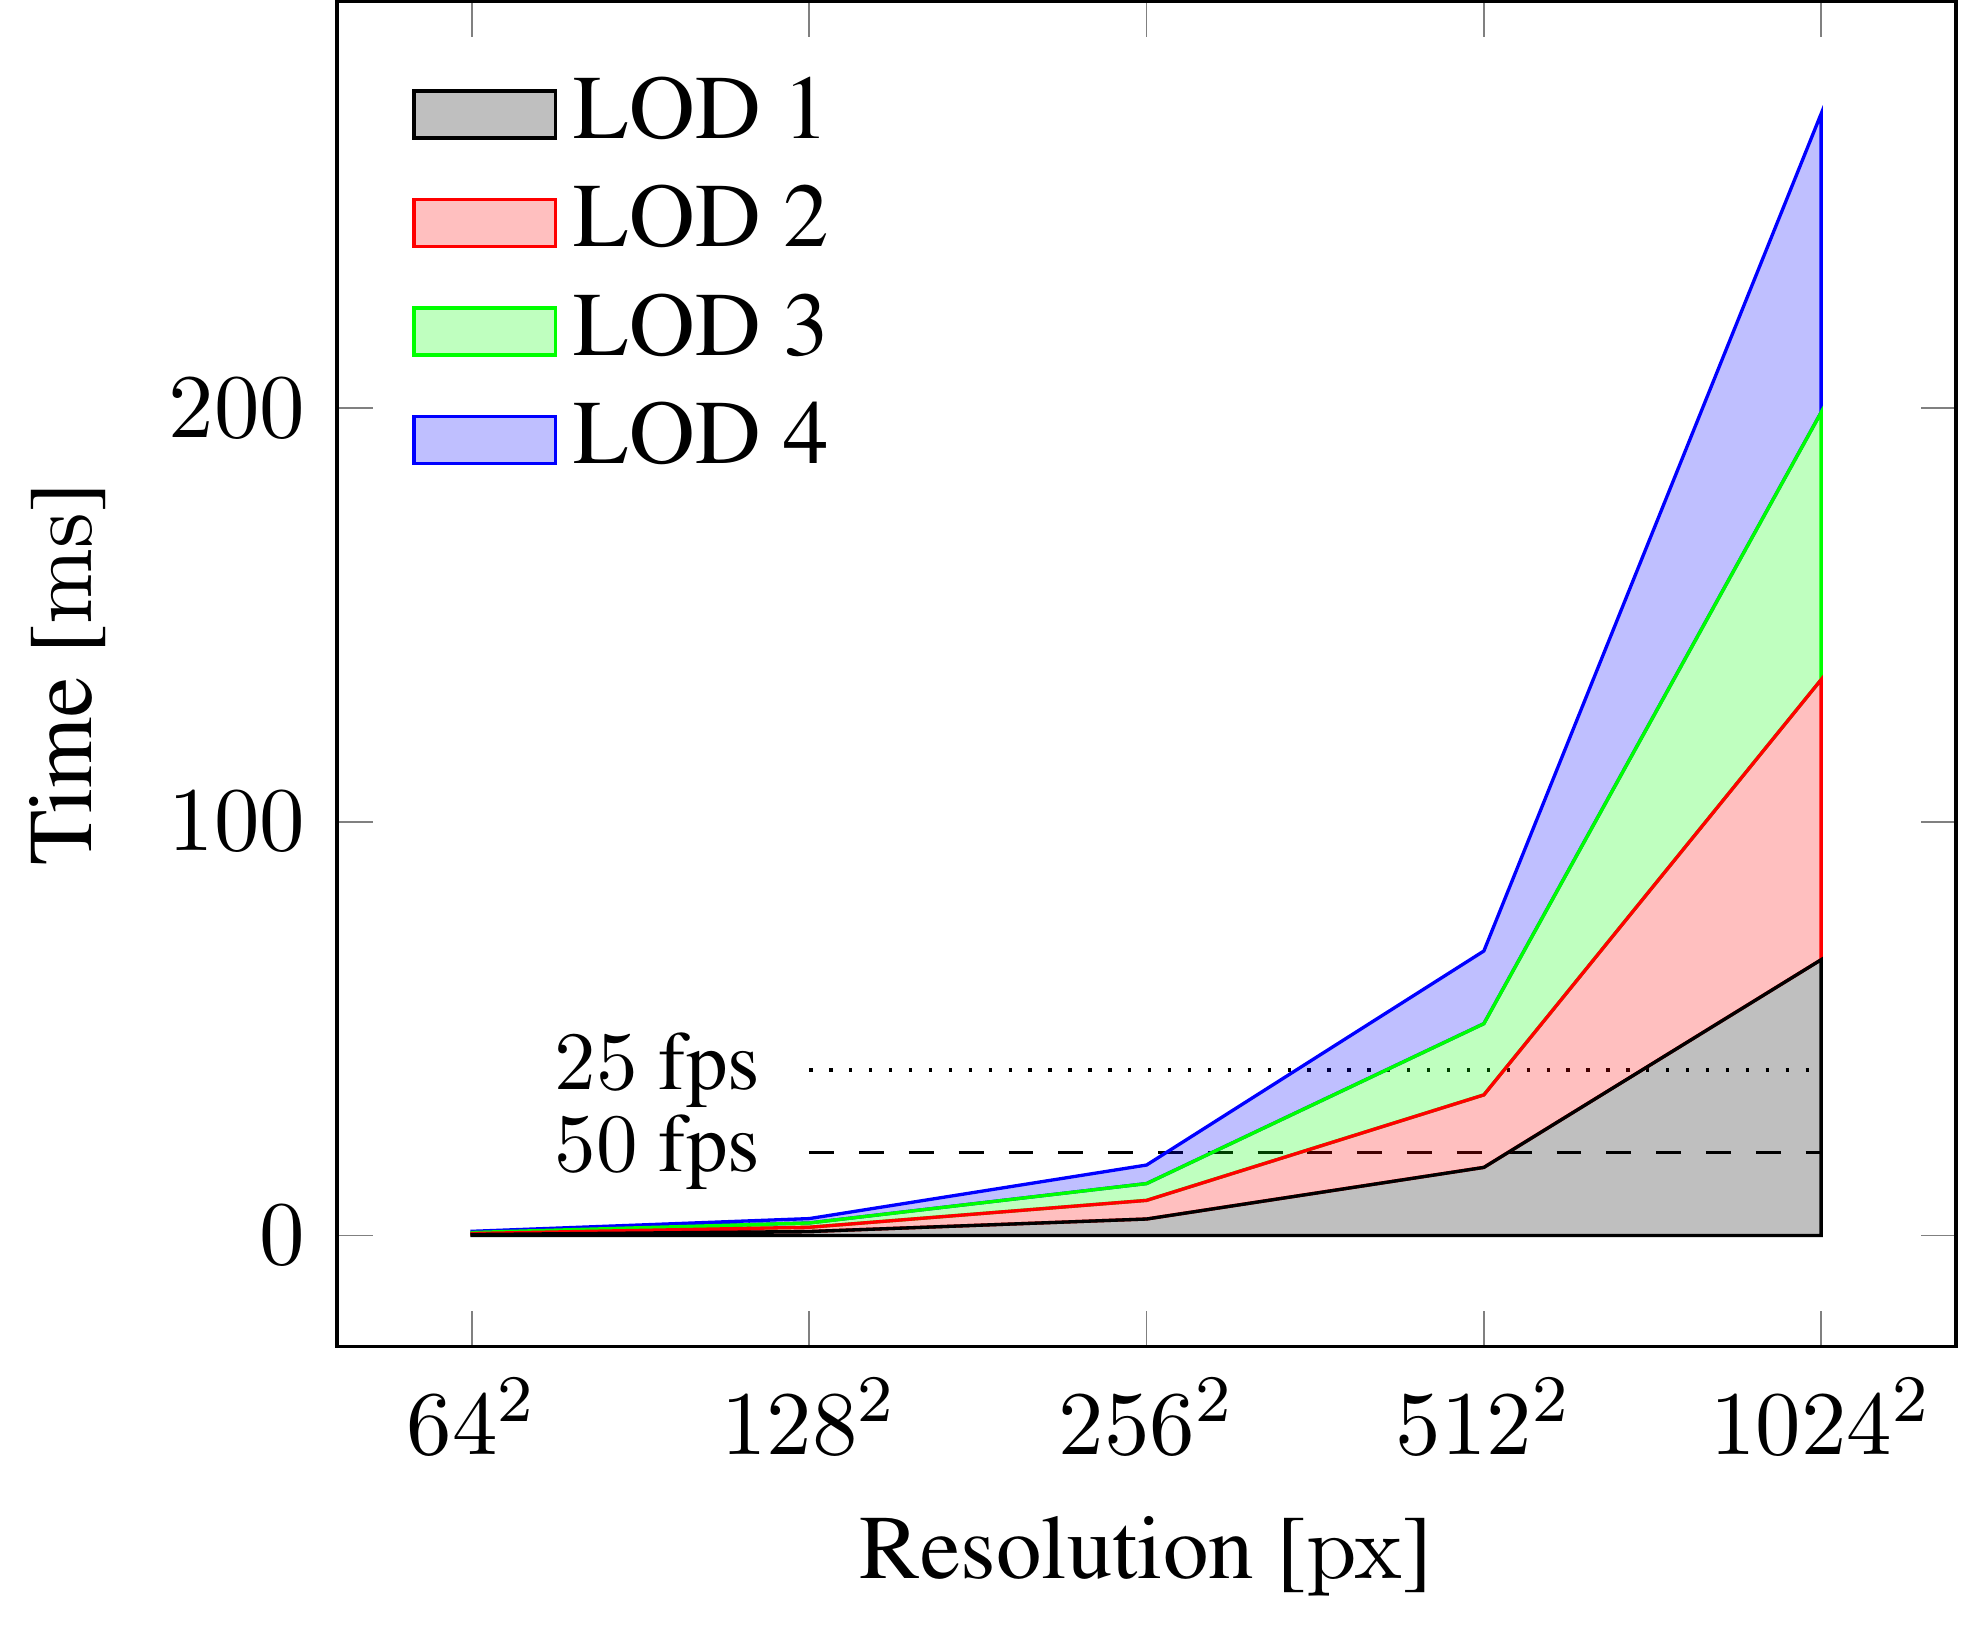 LOD 1
LOD 2
LOD 3
LOD 4
200
100
0
Time [ms]
25 fps
50 fps
64²
128²
256²
512²
1024²
Resolution [px]